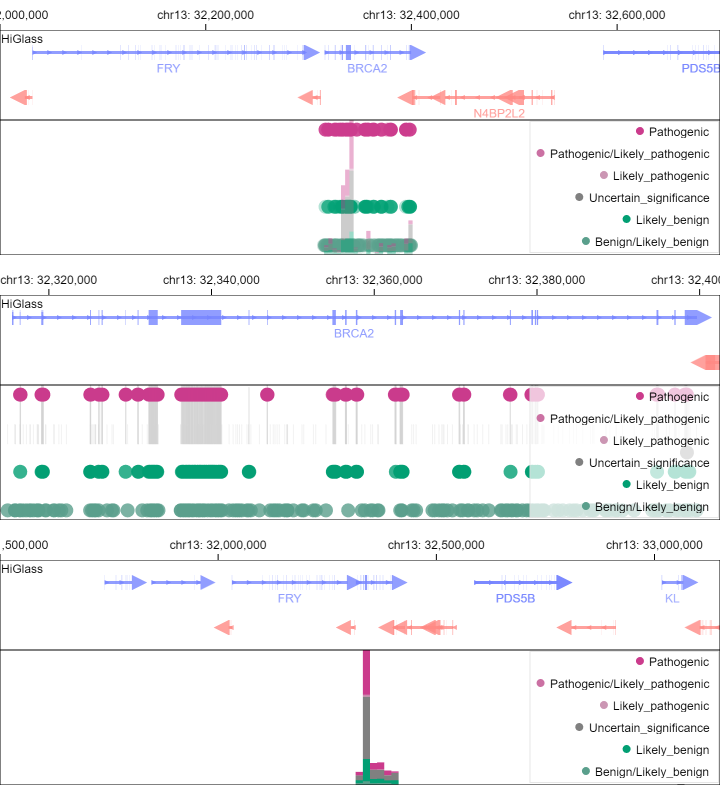 2,000,000 chr13: 32,200,000 chr13: 32,400,000 chr13: 32,600,000
HiGlass
FRY BRCA2 PDS5B
N4BP2L2
Pathogenic
Pathogenic/Likely_pathogenic
Likely_pathogenic
Uncertain_significance
Likely_benign
Benign/Likely_benign
chr13: 32,320,000 chr13: 32,340,000 chr13: 32,360,000 chr13: 32,380,000 chr13: 32,400
HiGlass
BRCA2
Pathogenic
Pathogenic/Likely_pathogenic
Likely_pathogenic
Uncertain_significance
Likely_benign
Benign/Likely_benign
,500,000 chr13: 32,000,000 chr13: 32,500,000 chr13: 33,000,000
HiGlass
FRY PDS5B KL
Pathogenic
Pathogenic/Likely_pathogenic
Likely_pathogenic
Uncertain_significance
Likely_benign
Benign/Likely_benign